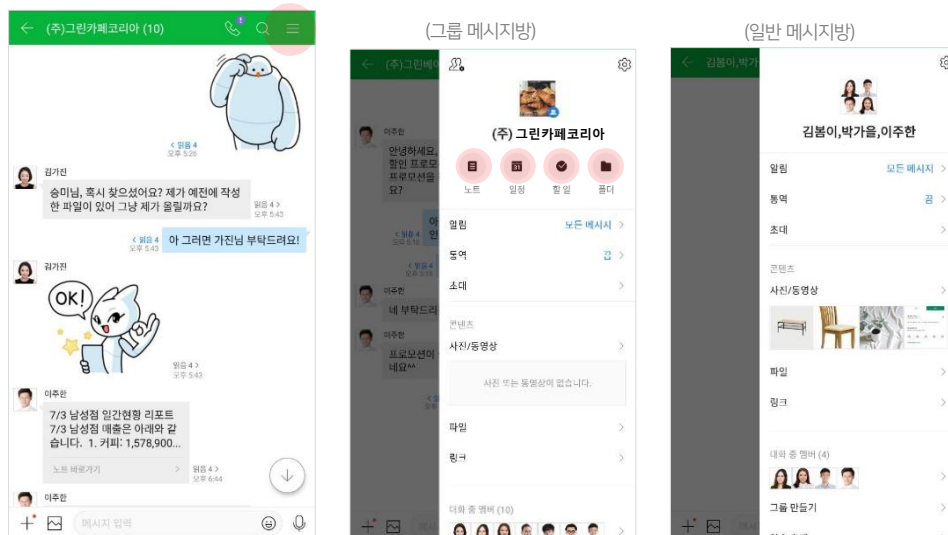 (주)그린카페코리아 (10)
읽음 4
오후 5:26
김가진
승미님, 혹시 찾으셨어요? 제가 예전에 작성
한 파일이 있어 그냥 제가 올릴까요?
읽음 4
오후 5:43
읽음 4
오후 5:43
아 그러면 가진님 부탁드려요!
김가진
OK!
읽음 4
오후 5:43
이주한
7/3 남성점 일간현황 리포트
7/3 남성점 매출은 아래와 같
습니다. 1. 커피: 1,578,900...
노트 바로가기
읽음 4
오후 6:44
이주한
메시지 입력
(그룹 메시지방)
(주)그린베이
이주한
안녕하세요,
할인 프로모
프로모션을
요?
읽음 4
이주한
네 부탁드리
이주한
프로모션이
네요^^
(주) 그린카페코리아
노트
일정
할 일
폴더
알림
모든 메시지
통역
끔
초대
콘텐츠
사진/동영상
사진 또는 동영상이 없습니다.
파일
링크
대화 중 멤버 (10)
(일반 메시지방)
김봄이,박가
김봄이,박가을,이주한
알림
모든 메시지
통역
끔
초대
콘텐츠
사진/동영상
파일
링크
대화 중 멤버 (4)
그룹 만들기